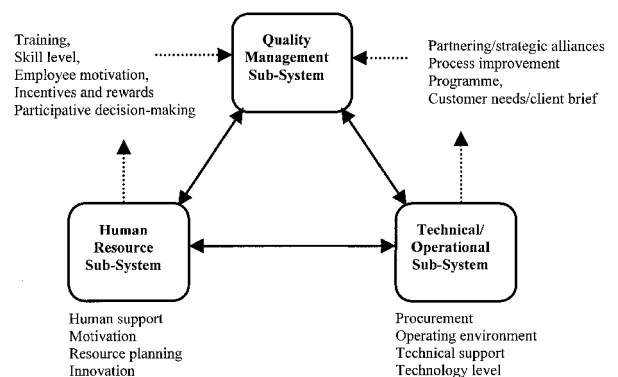 Training,
Skill level,
Employee motivation,
Incentives and rewards
Participative decision-making
Quality
Management
Sub-System
Partnering/strategic alliances
Process improvement
Programme,
Customer needs/client brief
Human
Resource
Sub-System
Technical/
Operational
Sub-System
Human support
Motivation
Resource planning
Innovation
Procurement
Operating environment
Technical support
Technology level